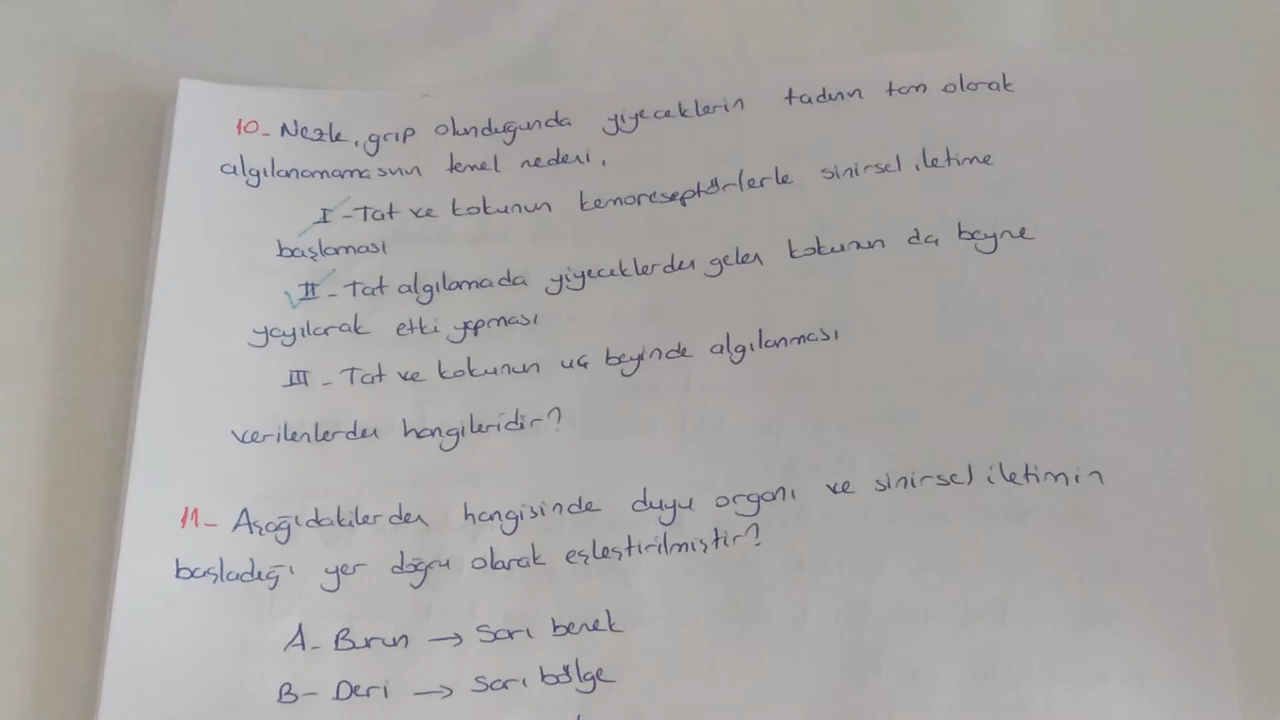 10- Nezle, grip olunduğunda yiyeceklerin tadının tam olarak
algılanamamasının temel nedeni,
I - Tat ve kokunun kemoreseptörlerle sinirsel iletime
başlaması
II - Tat algılamada yiyeceklerden gelen kokunun da beyne
yayılarak etki yapması
III - Tat ve kokunun uç beyinde algılanması
verilenlerden hangileridir?
11- Aşağıdakilerden hangisinde duyu organı ve sinirsel iletimin
başladığı yer doğru olarak eşleştirilmiştir?
A- Burun → Sarı benek
B- Deri → Sarı bölge